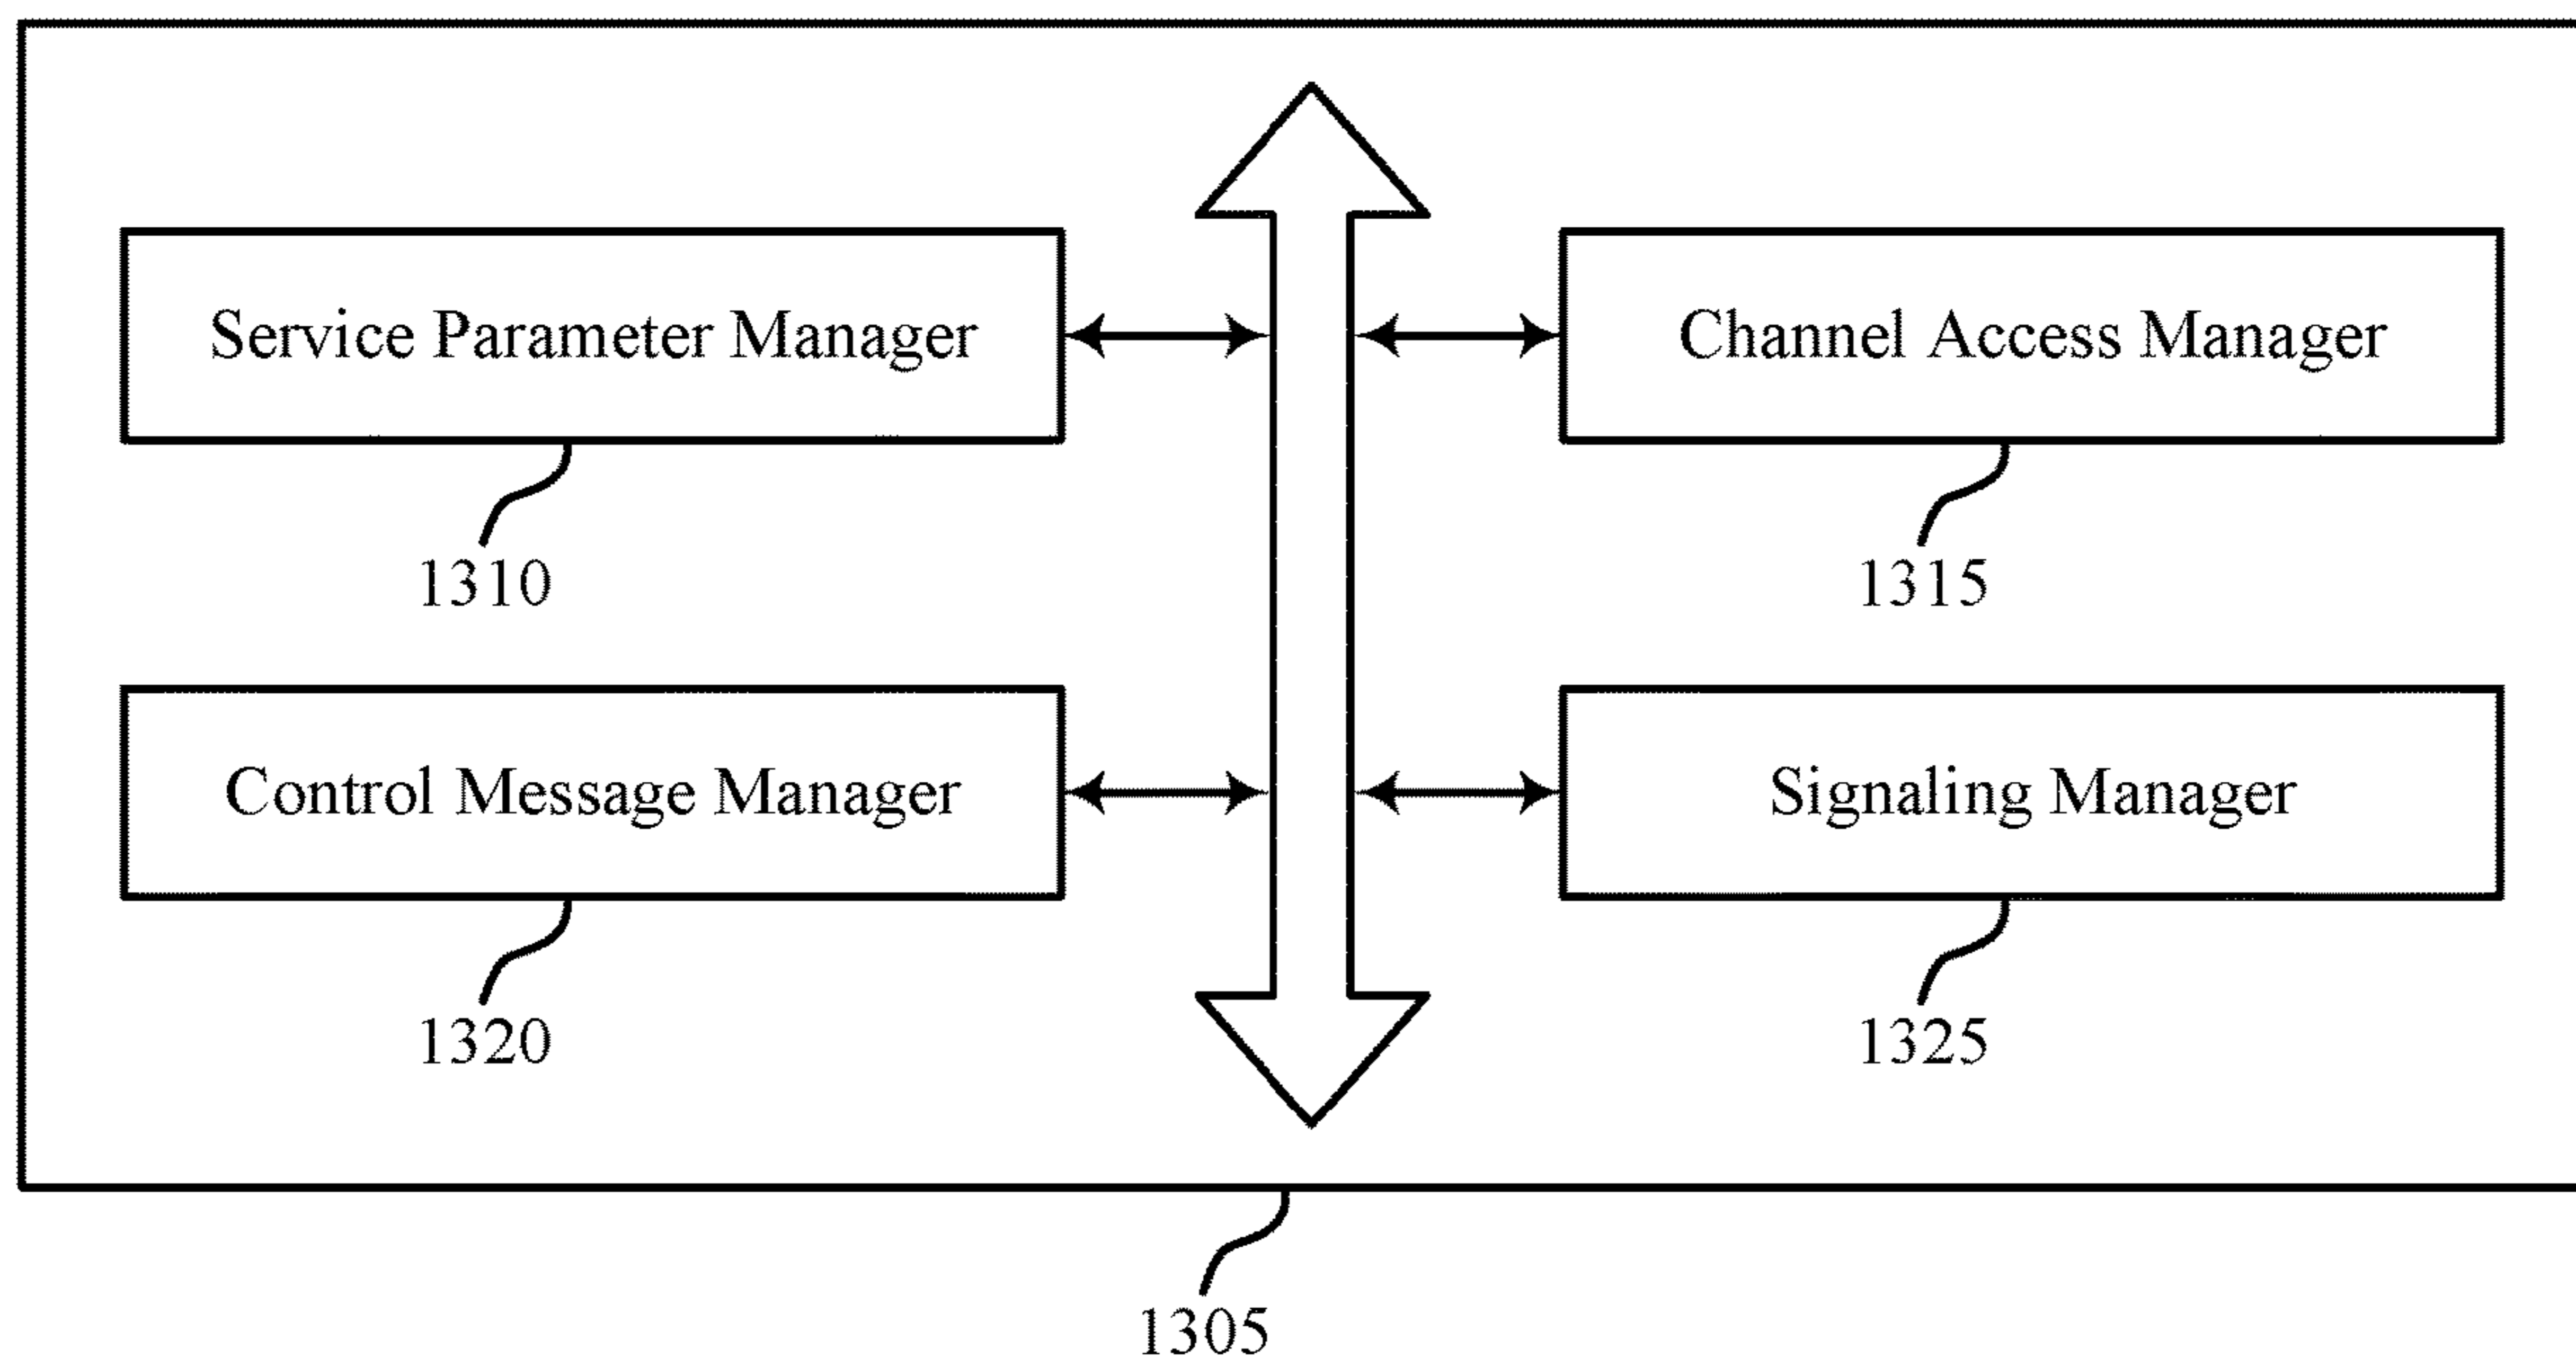 Service Parameter Manager
Channel Access Manager
1310
1315
Control Message Manager
Signaling Manager
1320
1325
1305